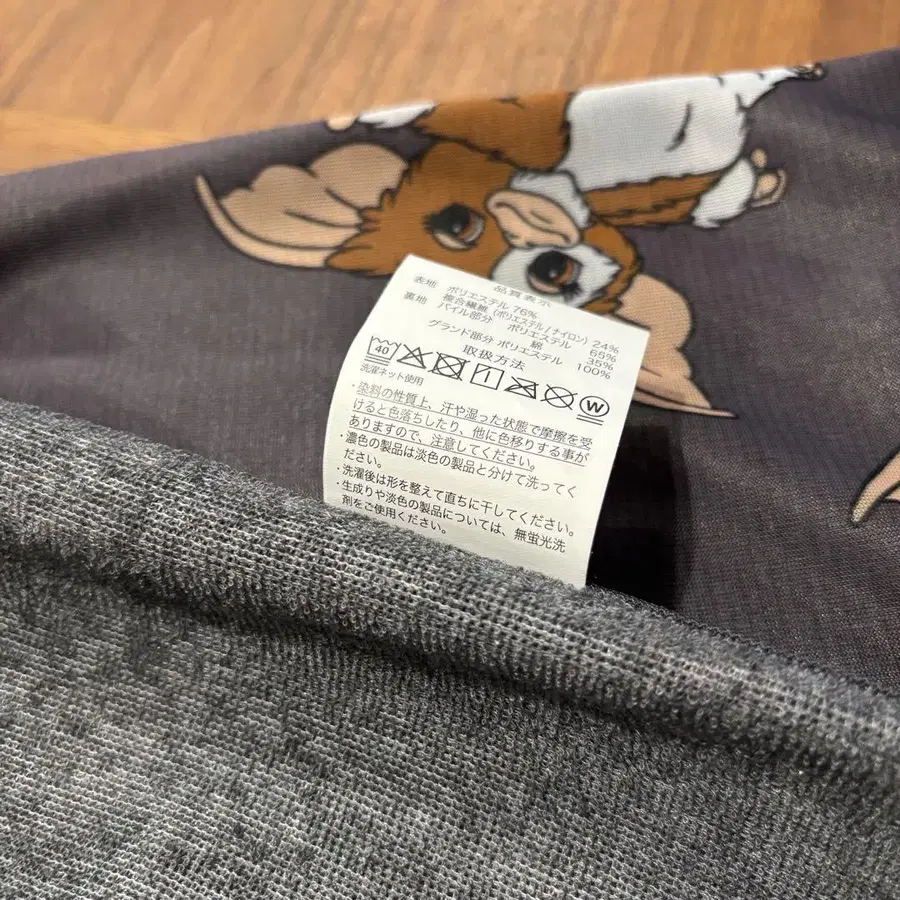 品質表示
表地 ポリエステル 76%
複合繊維 (ポリエステル/ナイロン) 24%
裏地 パイル部分 ポリエステル 65%
綿 35%
グランド部分 ポリエステル 100%
取扱方法
40
洗濯ネット使用
W
・染料の性質上、汗や湿った状態で摩擦を受
けると色落ちしたり、他に色移りする事が
ありますので、注意してください。
・濃色の製品は淡色の製品と分けて洗ってく
ださい。
・洗濯後は形を整えて直ちに干してください。
・生成りや淡色の製品については、無蛍光洗
剤をご使用ください。